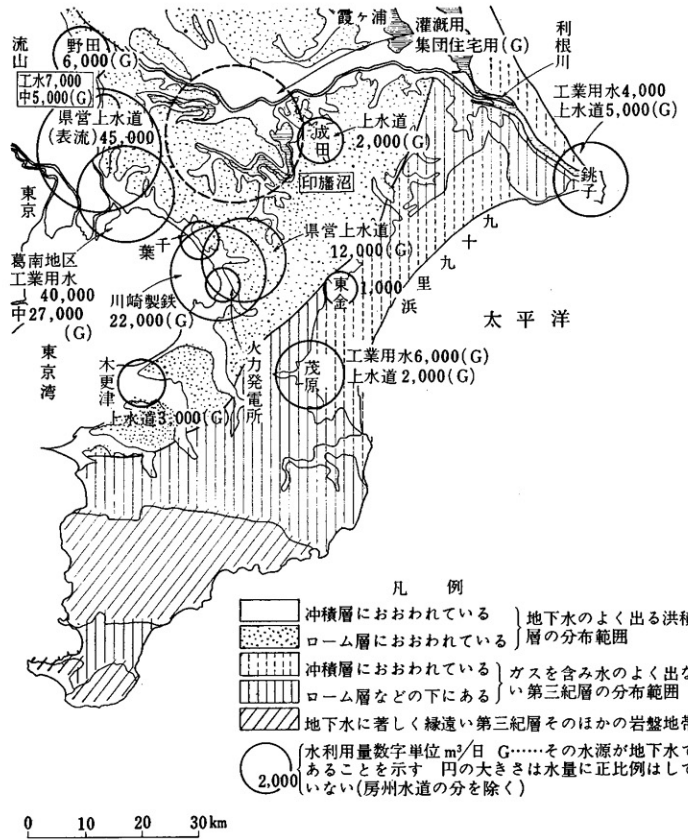 霞ヶ浦
灌漑用
集団住宅用(G)
利根川
流山
野田
6,000(G)
工水7,000
中5,000(G)
県営上水道
(表流)45,000
成田
上水道
2,000(G)
工業用水4,000
上水道5,000(G)
銚子
印旛沼
東京
葛南地区
工業用水
40,000
中27,000
(G)
千葉
県営上水道
12,000(G)
川崎製鉄
22,000(G)
東金
1,000
九十九里浜
太平洋
東京湾
木更津
上水道3,000(G)
火力発電所
茂原
工業用水6,000(G)
上水道2,000(G)
凡例
冲積層におおわれている
ローム層におおわれている
地下水のよく出る洪積
層の分布範囲
冲積層におおわれている
ローム層などの下にある
ガスを含み水のよく出な
い第三紀層の分布範囲
地下水に著しく縁遠い第三紀層そのほかの岩盤地帯
2,000
水利用量数字単位m³/日 G……その水源が地下水で
あることを示す 円の大きさは水量に正比例はして
いない(房州水道の分を除く)
0 10 20 30km